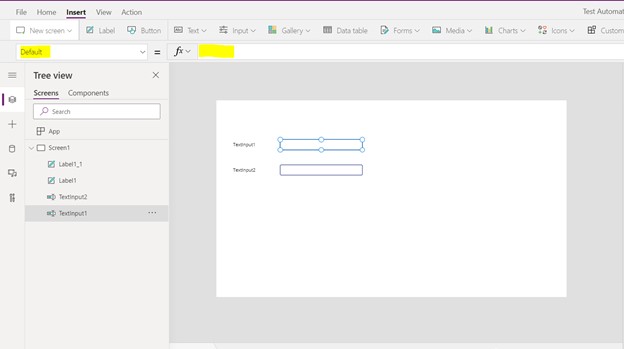 File Home Insert View Action Test Automat
New screen Label Button Text Input Gallery Data table Forms Media Charts Icons Custom
Default = fx
Tree view
Screens Components
Search
App
Screen1
Label1_1
Label1
TextInput2
TextInput1
TextInput1
TextInput2